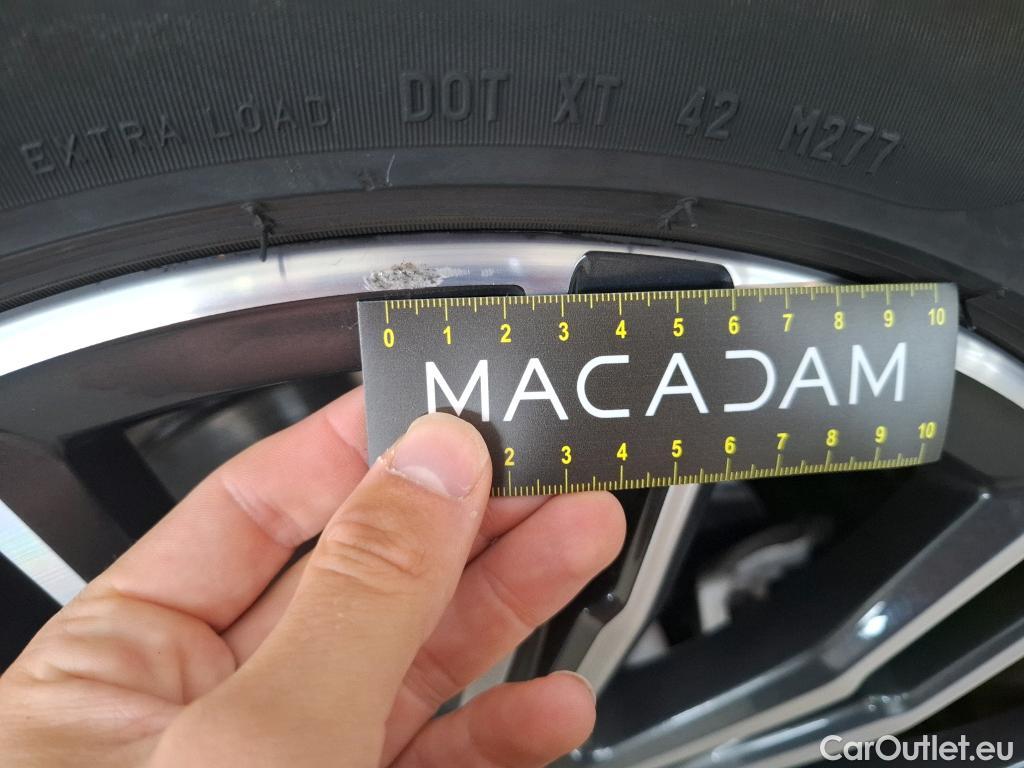 EXTRA LOAD DOT XT 42 M277
0 1 2 3 4 5 6 7 8 9 10
MACADAM
2 3 4 5 6 7 8 9 10
CarOutlet.eu